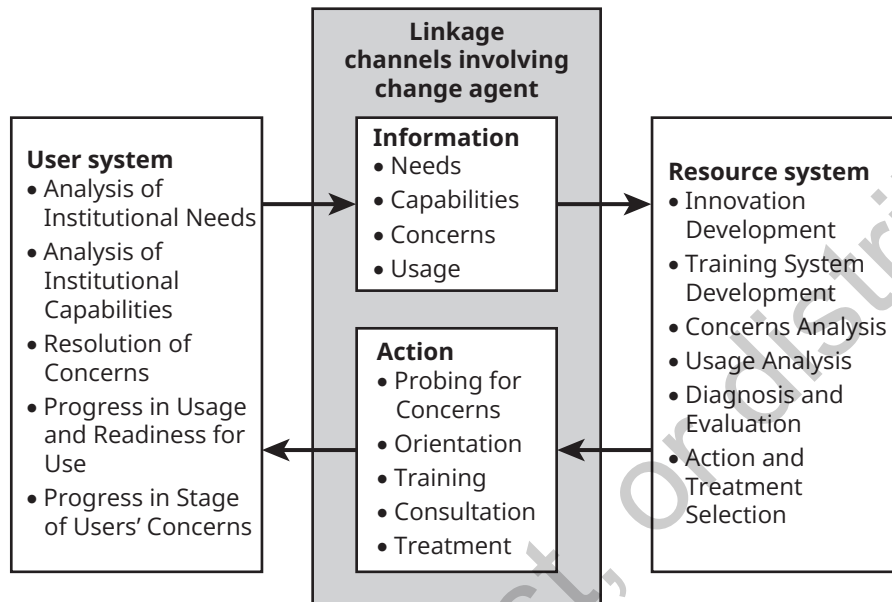 Linkage
channels involving
change agent
User system
• Analysis of
Institutional Needs
• Analysis of
Institutional
Capabilities
• Resolution of
Concerns
• Progress in Usage
and Readiness for
Use
• Progress in Stage
of Users’ Concerns
Information
• Needs
• Capabilities
• Concerns
• Usage
Action
• Probing for
Concerns
• Orientation
• Training
• Consultation
• Treatment
Resource system
• Innovation
Development
• Training System
Development
• Concerns Analysis
• Usage Analysis
• Diagnosis and
Evaluation
• Action and
Treatment
Selection